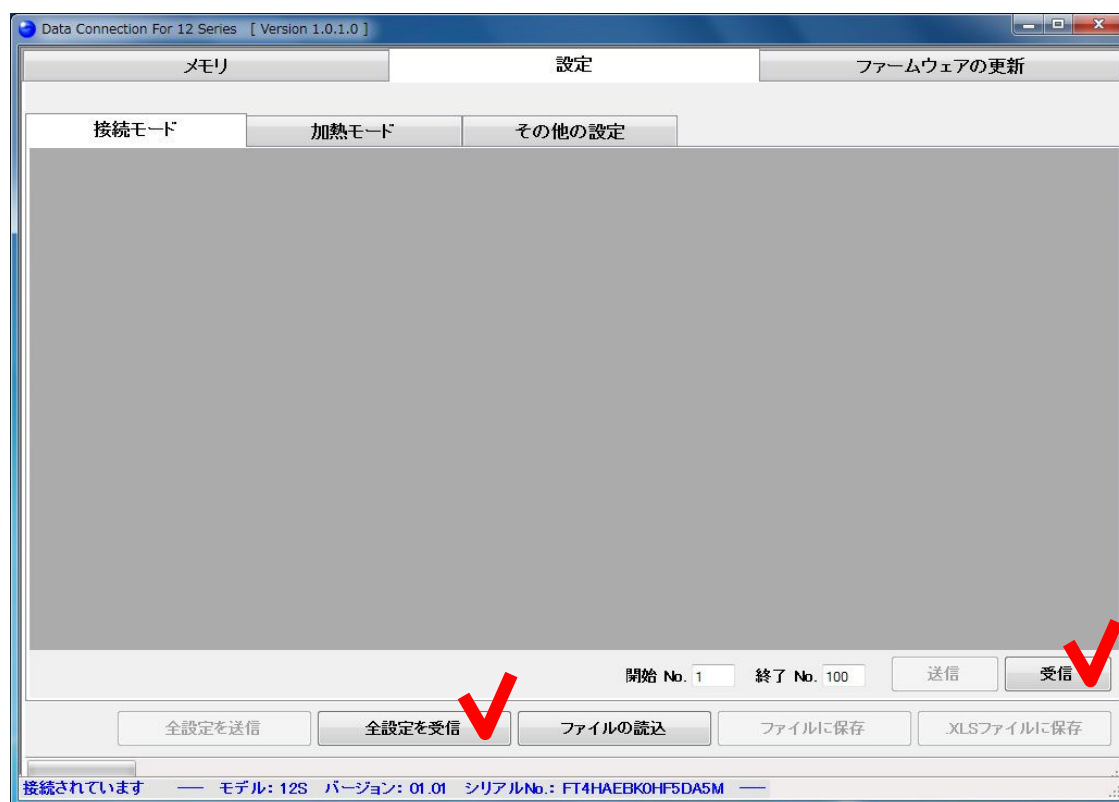 Data Connection For 12 Series [ Version 1.0.1.0 ]
メモリ 設定 ファームウェアの更新
接続モード 加熱モード その他の設定
開始 No. 1 終了 No. 100 送信 受信
全設定を送信 全設定を受信 ファイルの読込 ファイルに保存 .XLSファイルに保存
接続されています ── モデル: 12S バージョン: 01.01 シリアルNo.: FT4HAEBK0HF5DA5M ──